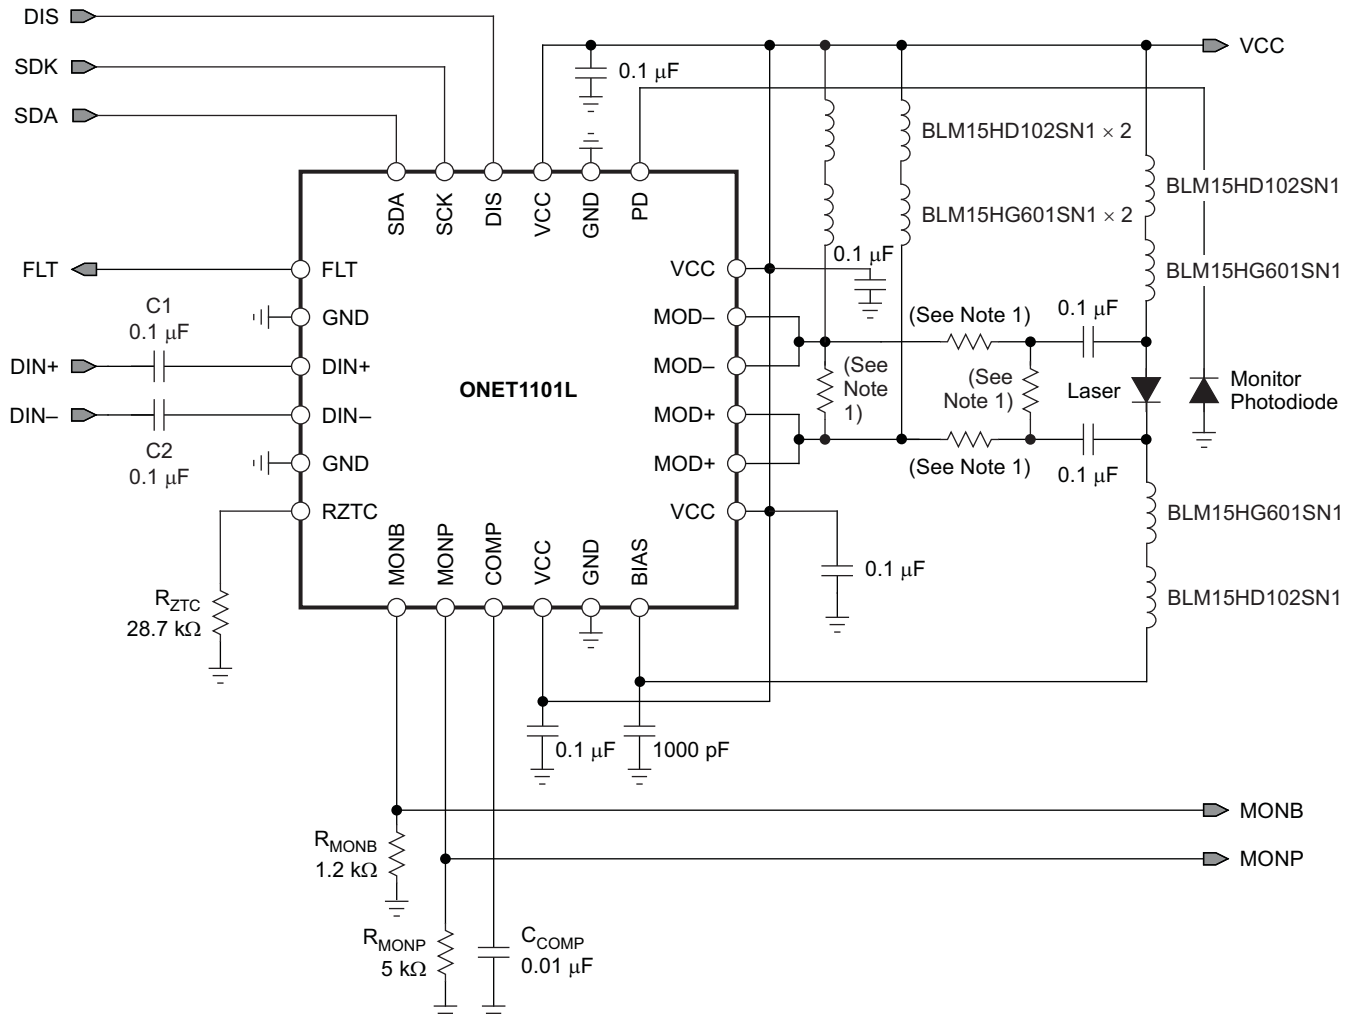 DIS
SDK
SDA
VCC
0.1 μF
BLM15HD102SN1 × 2
BLM15HG601SN1 × 2
BLM15HD102SN1
BLM15HG601SN1
SDA
SCK
DIS
VCC
GND
PD
FLT
C1
0.1 μF
DIN+
DIN–
C2
0.1 μF
FLT
GND
DIN+
DIN–
GND
RZTC
ONET1101L
VCC
MOD–
MOD–
MOD+
MOD+
VCC
0.1 μF
(See Note 1)
0.1 μF
(See
Note
1)
(See
Note 1)
Laser
Monitor
Photodiode
(See Note 1)
0.1 μF
BLM15HG601SN1
BLM15HD102SN1
0.1 μF
MONB
MONP
COMP
VCC
GND
BIAS
RZTC
28.7 kΩ
0.1 μF
1000 pF
MONB
MONP
RMONB
1.2 kΩ
RMONP
5 kΩ
CCOMP
0.01 μF